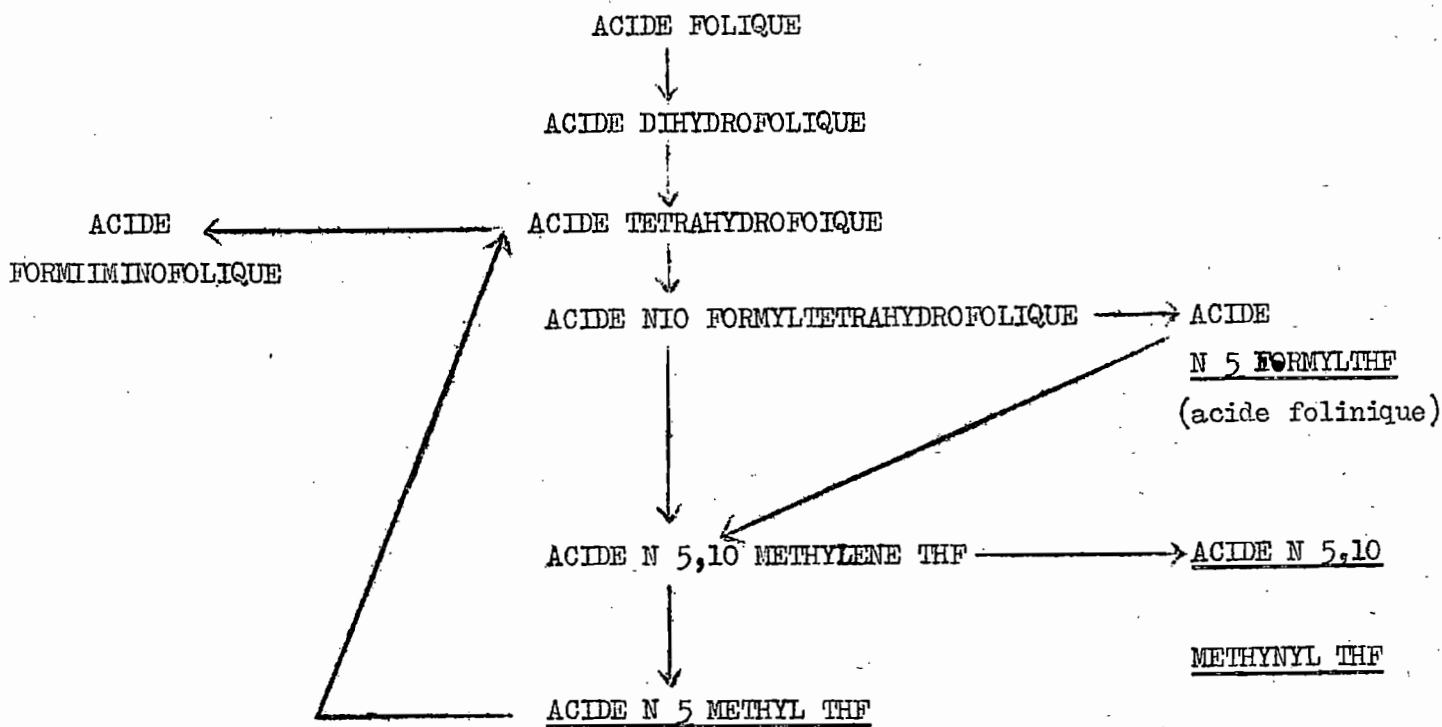 ACIDE FOLIQUE
ACIDE DIHYDROFOLIQUE
ACIDE
FORMIIMINOFOLIQUE
ACIDE TETRAHYDROFOIQUE
ACIDE N1O FORMYLTETRAHYDROFOLIQUE
ACIDE
N 5 FORMYLTHF
(acide folinique)
ACIDE N 5,10 METHYLENE THF
ACIDE N 5,10
METHYNYL THF
ACIDE N 5 METHYL THF